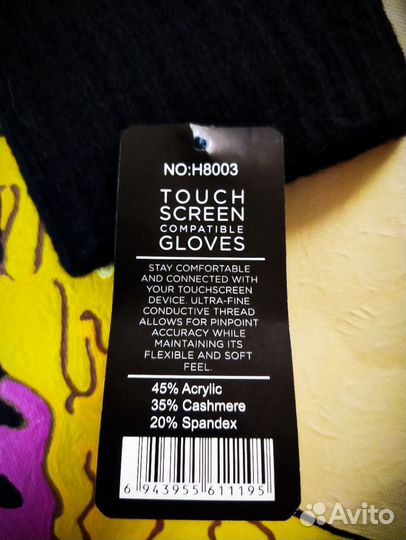 NO:H8003
TOUCH
SCREEN
COMPATIBLE
GLOVES
STAY COMFORTABLE
AND CONNECTED WITH
YOUR TOUCHSCREEN
DEVICE. ULTRA-FINE
CONDUCTIVE THREAD
ALLOWS FOR PINPOINT
ACCURACY WHILE
MAINTAINING ITS
FLEXIBLE AND SOFT
FEEL.
45% Acrylic
35% Cashmere
20% Spandex
6 943955 611195
Avito